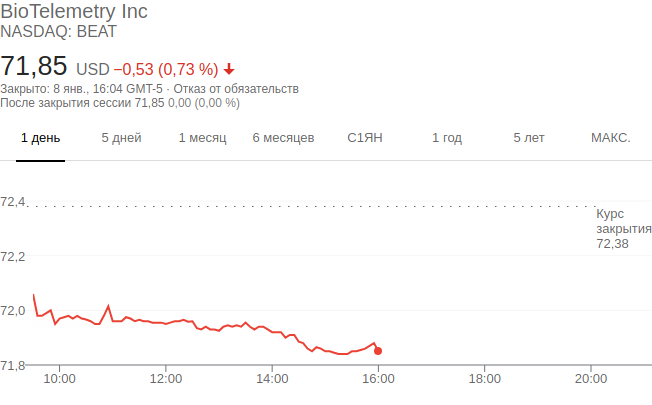 BioTelemetry Inc
NASDAQ: BEAT
71,85 USD −0,53 (0,73 %)
Закрыто: 8 янв., 16:04 GMT-5 · Отказ от обязательств
После закрытия сессии 71,85 0,00 (0,00 %)
1 день 5 дней 1 месяц 6 месяцев С1ЯН 1 год 5 лет МАКС.
72,4
Курс
закрытия
72,38
72,2
72,0
71,8
10:00 12:00 14:00 16:00 18:00 20:00